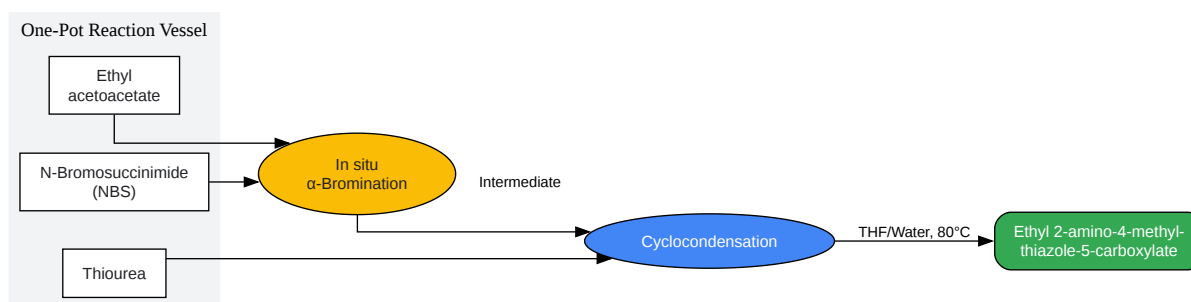 One-Pot Reaction Vessel
Ethyl
acetoacetate
N-Bromosuccinimide
(NBS)
Thiourea
In situ
α-Bromination
Intermediate
Cyclocondensation
THF/Water, 80°C
Ethyl 2-amino-4-methyl-
thiazole-5-carboxylate